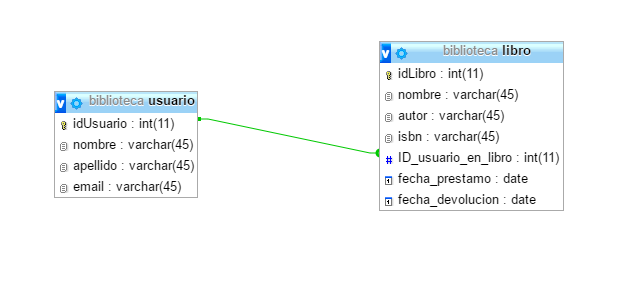 biblioteca usuario
idUsuario : int(11)
nombre : varchar(45)
apellido : varchar(45)
email : varchar(45)
biblioteca libro
idLibro : int(11)
nombre : varchar(45)
autor : varchar(45)
isbn : varchar(45)
ID_usuario_en_libro : int(11)
fecha_prestamo : date
fecha_devolucion : date